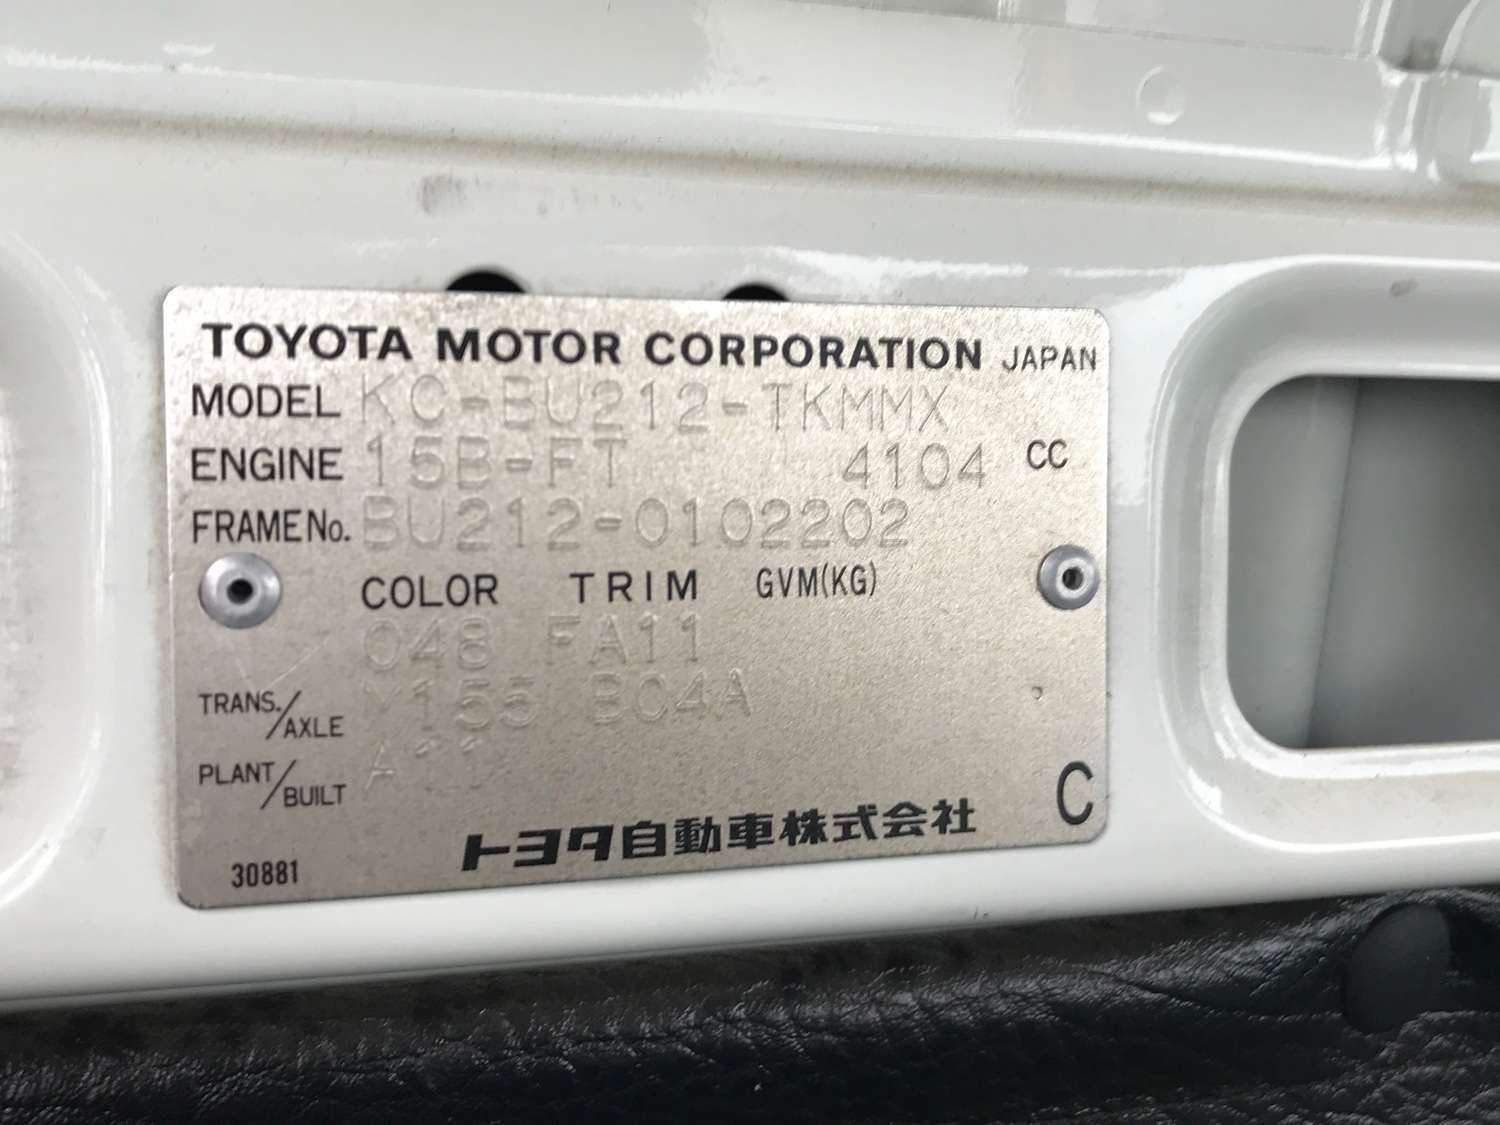 TOYOTA MOTOR CORPORATION JAPAN
MODEL KC-BU212-TKMMX
ENGINE 15B-FT 4104 CC
FRAME No. BU212-0102202
COLOR TRIM GVM(KG)
048 FA11
TRANS./AXLE M155 B04A
PLANT/BUILT
トヨタ自動車株式会社
C
30881